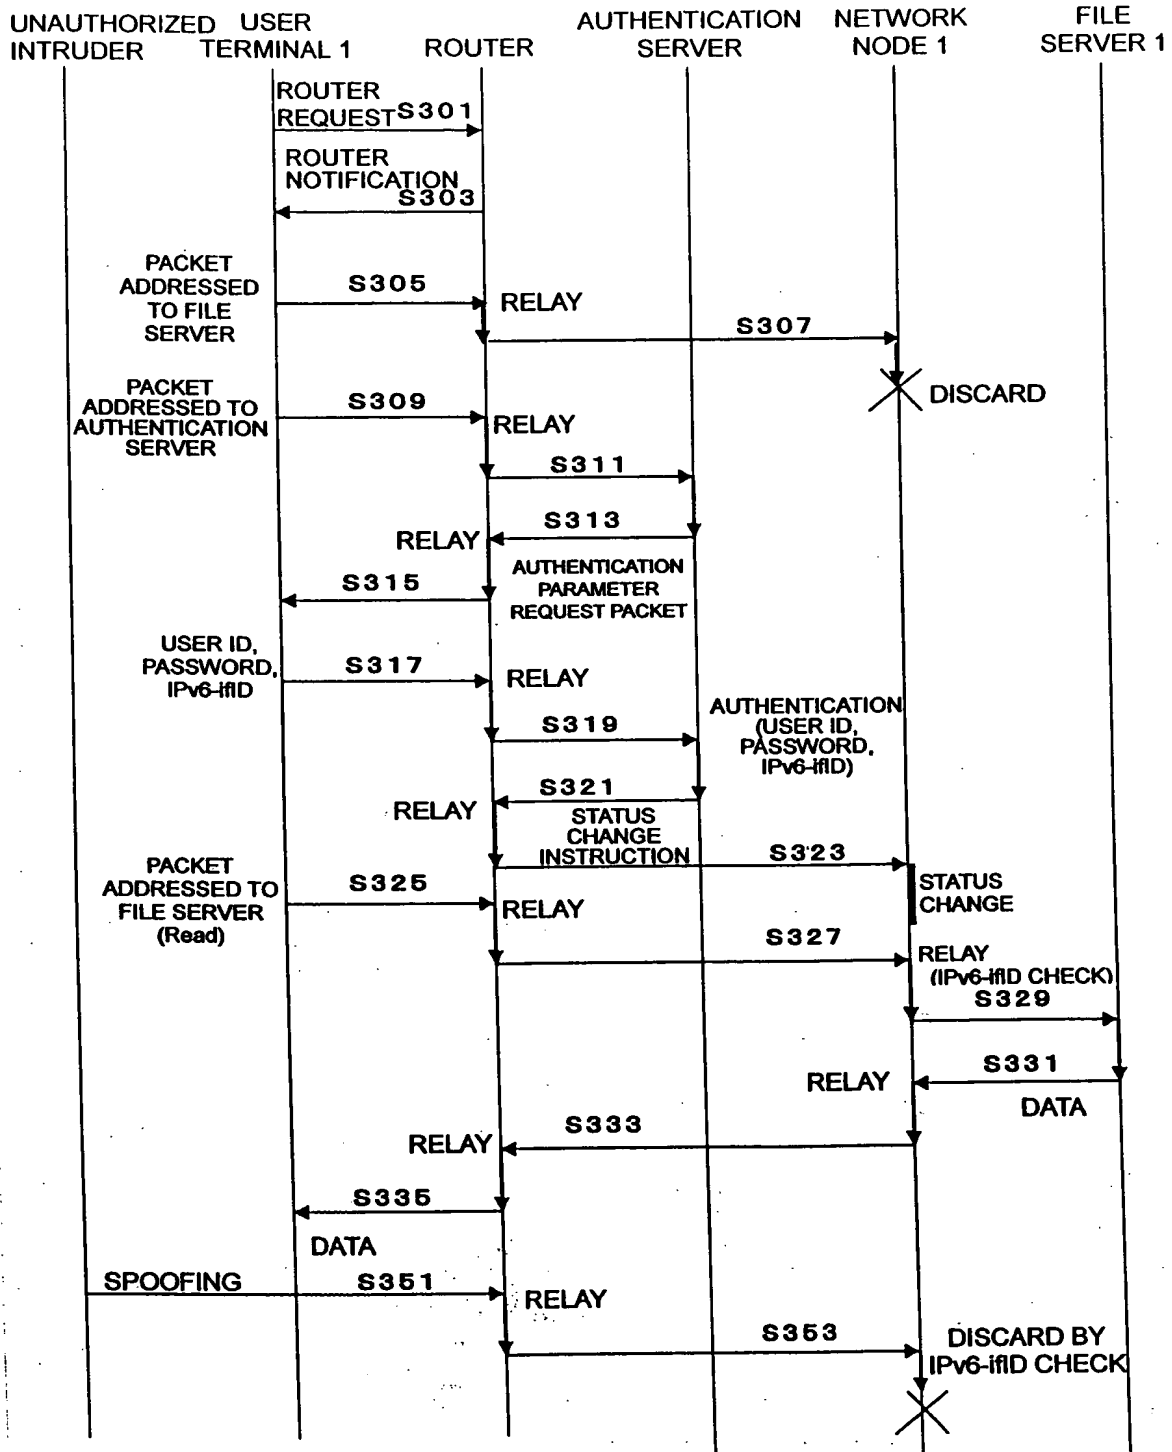 UNAUTHORIZED
INTRUDER
USER
TERMINAL 1
ROUTER
AUTHENTICATION
SERVER
NETWORK
NODE 1
FILE
SERVER 1
ROUTER
REQUEST
S301
ROUTER
NOTIFICATION
S303
PACKET
ADDRESSED
TO FILE
SERVER
S305
RELAY
S307
DISCARD
PACKET
ADDRESSED TO
AUTHENTICATION
SERVER
S309
RELAY
S311
S313
RELAY
AUTHENTICATION
PARAMETER
REQUEST PACKET
S315
USER ID,
PASSWORD,
IPv6-ifID
S317
RELAY
S319
AUTHENTICATION
(USER ID,
PASSWORD,
IPv6-ifID)
S321
RELAY
STATUS
CHANGE
INSTRUCTION
S323
STATUS
CHANGE
PACKET
ADDRESSED TO
FILE SERVER
(Read)
S325
RELAY
S327
RELAY
(IPv6-ifID CHECK)
S329
S331
RELAY
DATA
S333
RELAY
S335
DATA
SPOOFING
S351
RELAY
S353
DISCARD BY
IPv6-ifID CHECK